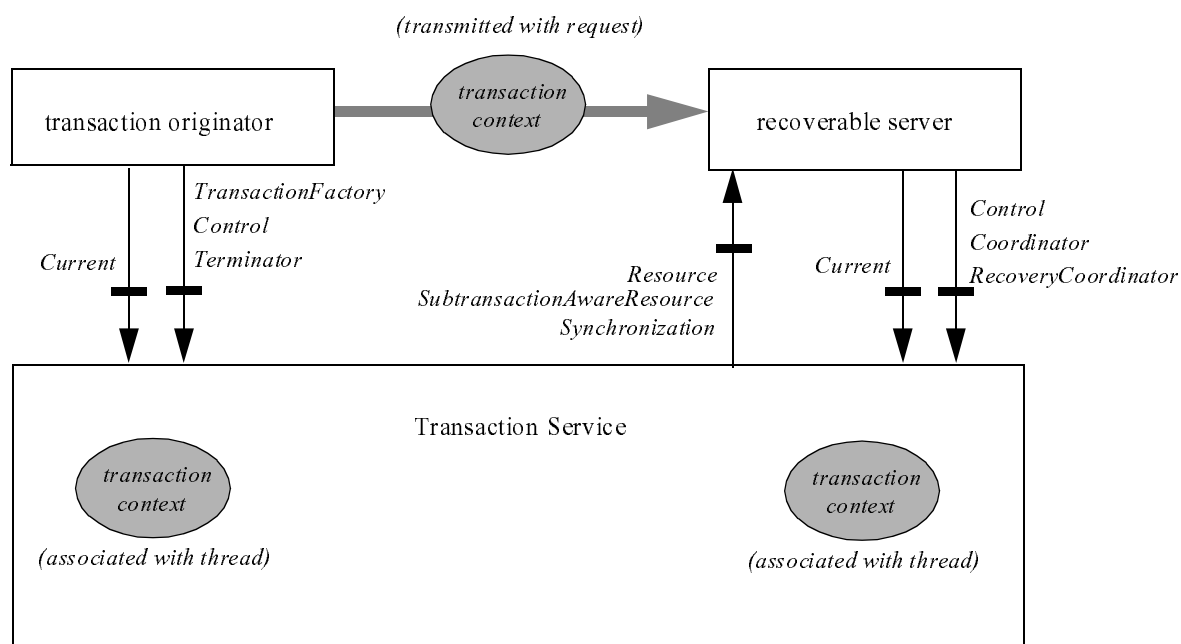 (transmitted with request)
transaction
context
transaction originator
recoverable server
TransactionFactory
Control
Terminator
Current
Resource
SubtransactionAwareResource
Synchronization
Current
Control
Coordinator
RecoveryCoordinator
Transaction Service
transaction
context
(associated with thread)
transaction
context
(associated with thread)